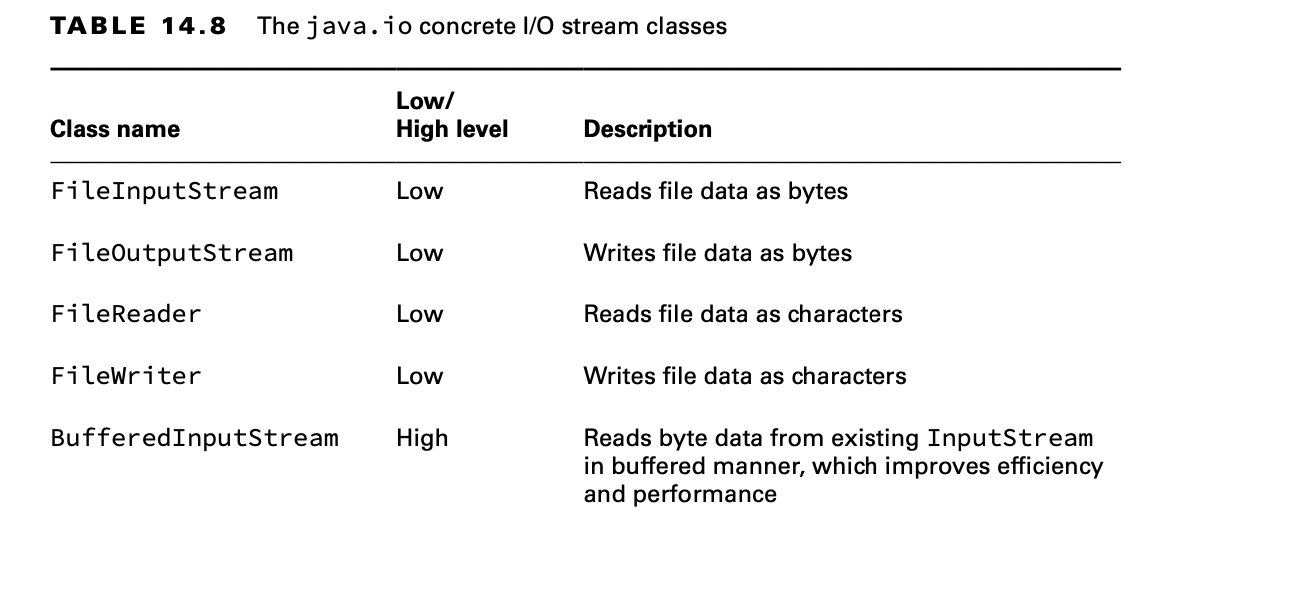 TABLE 14.8 The java.io concrete I/O stream classes
Low/
Class name High level Description
FileInputStream Low Reads file data as bytes
FileOutputStream Low Writes file data as bytes
FileReader Low Reads file data as characters
FileWriter Low Writes file data as characters
BufferedInputStream High Reads byte data from existing InputStream
in buffered manner, which improves efficiency
and performance